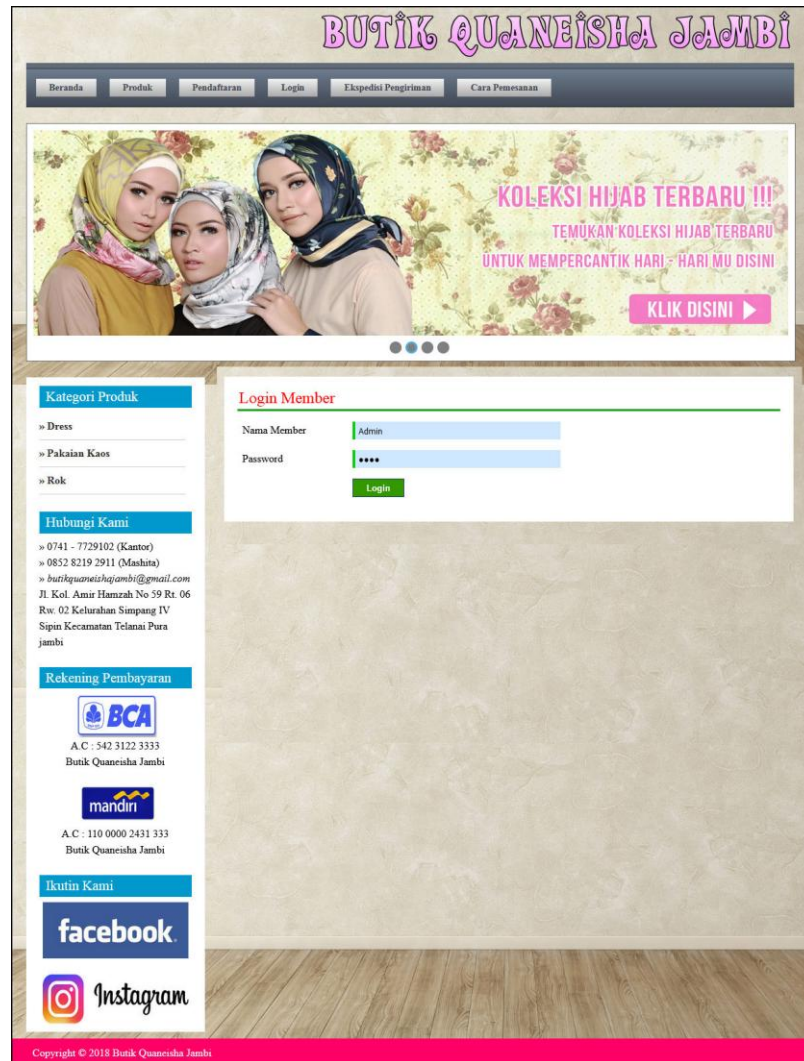 BUTIK QUANEISHA JAMBI
Beranda Produk Pendaftaran Login Ekspedisi Pengiriman Cara Pemesanan
KOLEKSI HIJAB TERBARU !!!
TEMUKAN KOLEKSI HIJAB TERBARU
UNTUK MEMPERCANTIK HARI - HARI MU DISINI
KLIK DISINI
Kategori Produk
» Dress
» Pakaian Kaos
» Rok
Hubungi Kami
» 0741 - 7729102 (Kantor)
» 0852 8219 2911 (Mashita)
» butikquaneishajambi@gmail.com
Jl. Kol. Amir Hamzah No 59 Rt. 06
Rw. 02 Kelurahan Simpang IV
Sipin Kecamatan Telanai Pura
jambi
Rekening Pembayaran
BCA
A.C : 542 3122 3333
Butik Quaneisha Jambi
mandiri
A.C : 110 0000 2431 333
Butik Quaneisha Jambi
Ikutin Kami
facebook.
Instagram
Login Member
Nama Member Admin
Password ••••
Login
Copyright © 2018 Butik Quaneisha Jambi